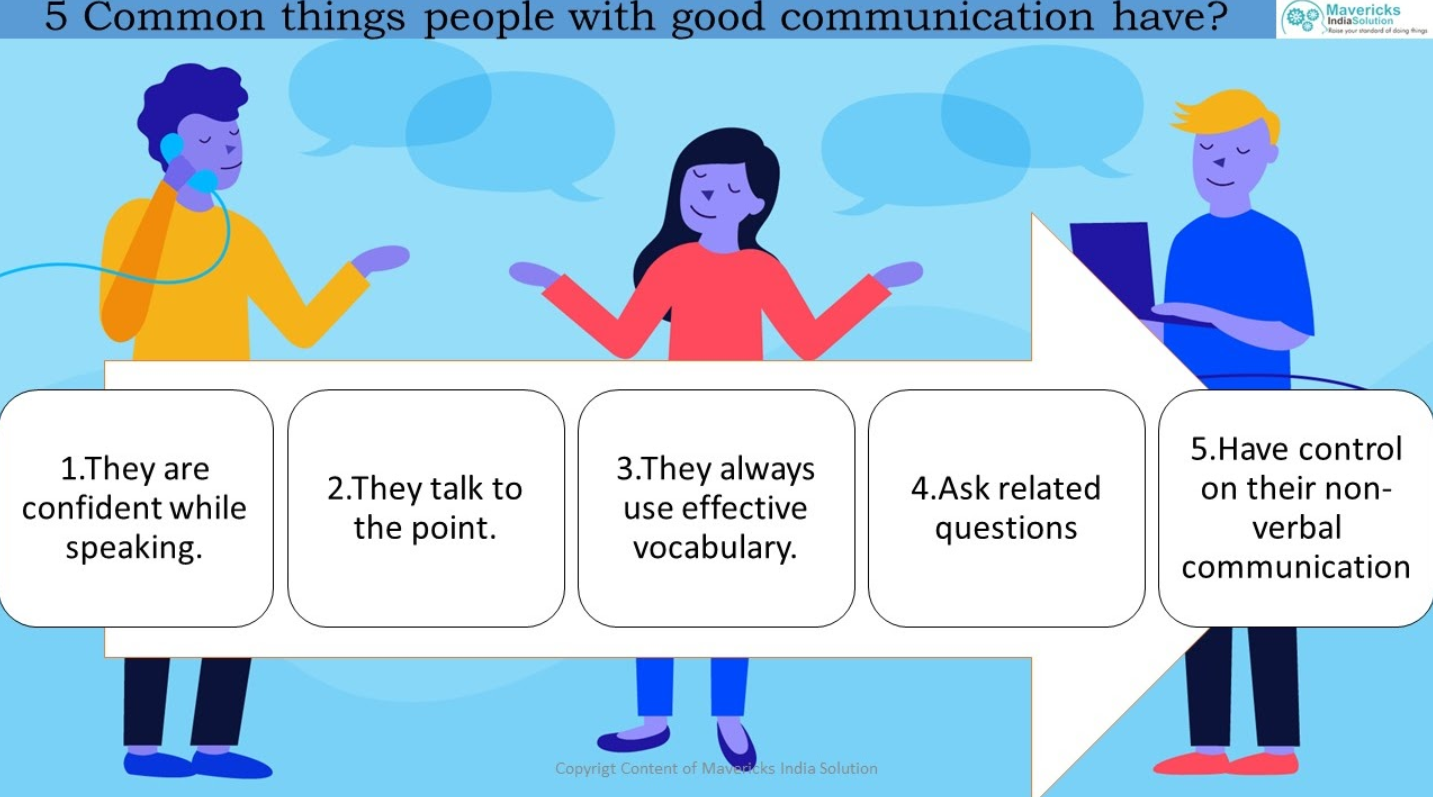 5 Common things people with good communication have?
Mavericks
IndiaSolution
Raise your standard of doing things
1.They are
confident while
speaking.
2.They talk to
the point.
3.They always
use effective
vocabulary.
4.Ask related
questions
5.Have control
on their non-
verbal
communication
Copyrigt Content of Mavericks India Solution